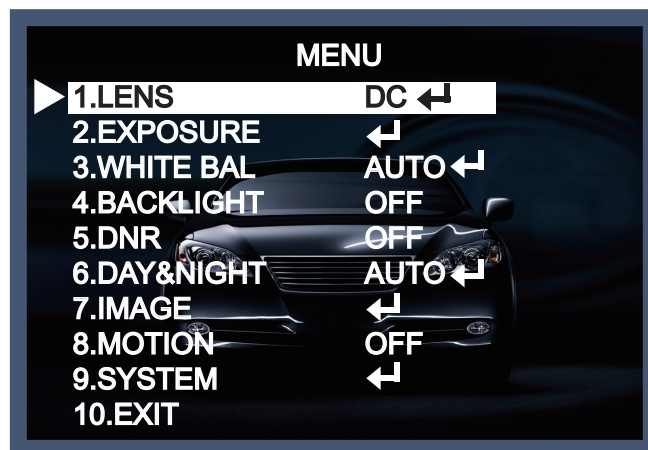 MENU
1.LENS DC ↵
2.EXPOSURE ↵
3.WHITE BAL AUTO ↵
4.BACKLIGHT OFF
5.DNR OFF
6.DAY&NIGHT AUTO ↵
7.IMAGE ↵
8.MOTION OFF
9.SYSTEM ↵
10.EXIT